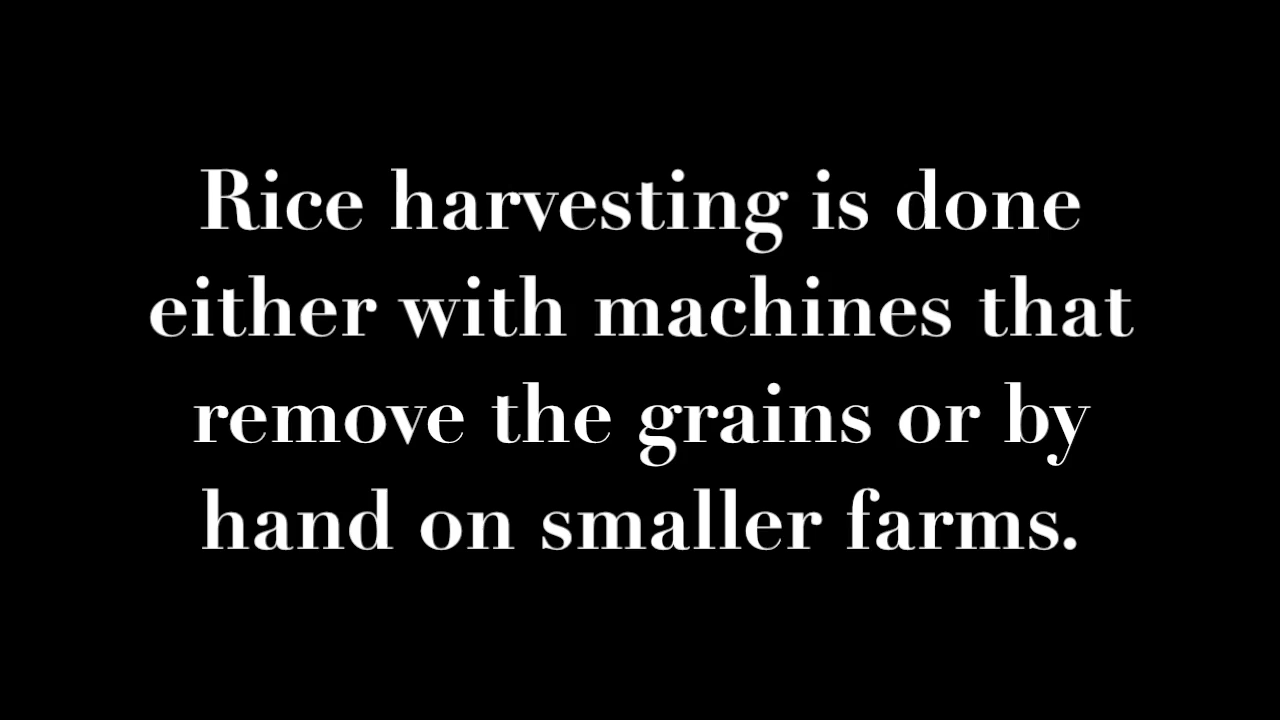 Rice harvesting is done
either with machines that
remove the grains or by
hand on smaller farms.